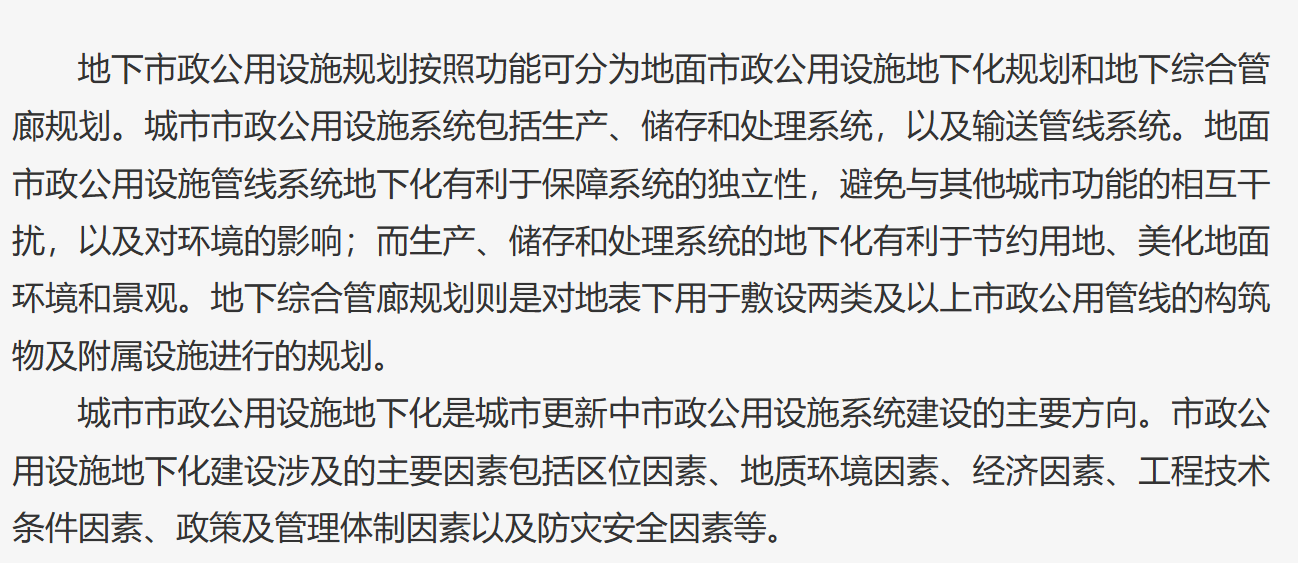 地下市政公用设施规划按照功能可分为地面市政公用设施地下化规划和地下综合管
廊规划。城市市政公用设施系统包括生产、储存和处理系统，以及输送管线系统。地面
市政公用设施管线系统地下化有利于保障系统的独立性，避免与其他城市功能的相互干
扰，以及对环境的影响；而生产、储存和处理系统的地下化有利于节约用地、美化地面
环境和景观。地下综合管廊规划则是对地表下用于敷设两类及以上市政公用管线的构筑
物及附属设施进行的规划。
城市市政公用设施地下化是城市更新中市政公用设施系统建设的主要方向。市政公
用设施地下化建设涉及的主要因素包括区位因素、地质环境因素、经济因素、工程技术
条件因素、政策及管理体制因素以及防灾安全因素等。